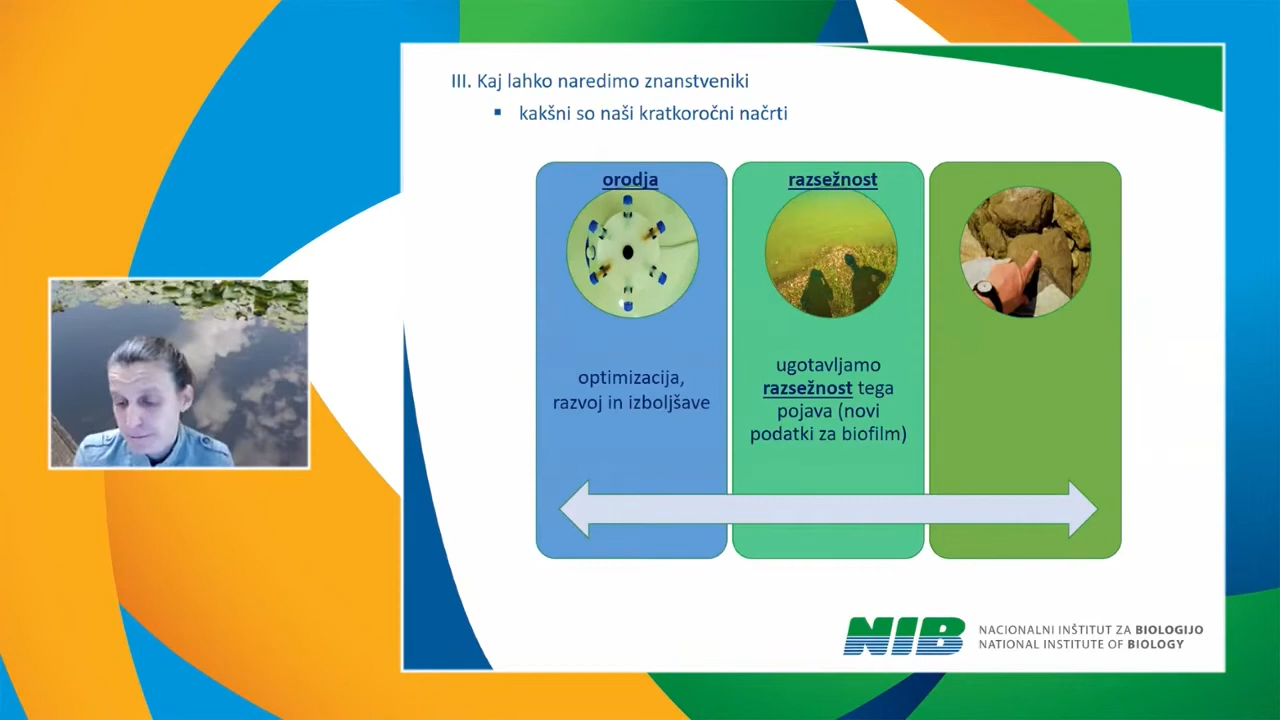 III. Kaj lahko naredimo znanstveniki
▪ kakšni so naši kratkoročni načrti
orodja
optimizacija,
razvoj in izboljšave
razsežnost
ugotavljamo
razsežnost tega
pojava (novi
podatki za biofilm)
NIB
NACIONALNI INŠTITUT ZA BIOLOGIJO
NATIONAL INSTITUTE OF BIOLOGY